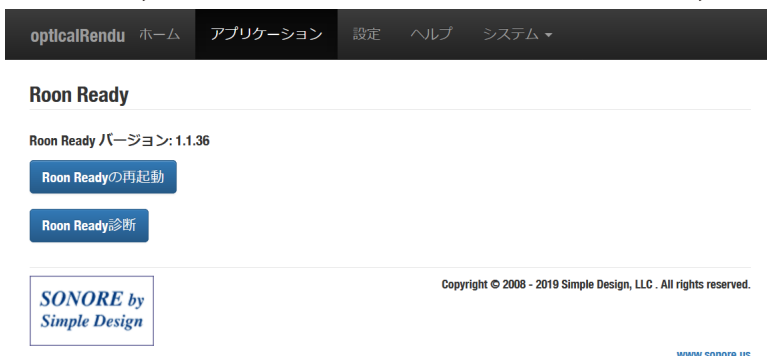 opticalRendu ホーム アプリケーション 設定 ヘルプ システム
Roon Ready
Roon Ready バージョン: 1.1.36
Roon Readyの再起動
Roon Ready診断
SONORE by
Simple Design
Copyright © 2008 - 2019 Simple Design, LLC . All rights reserved.
www.sonore.us